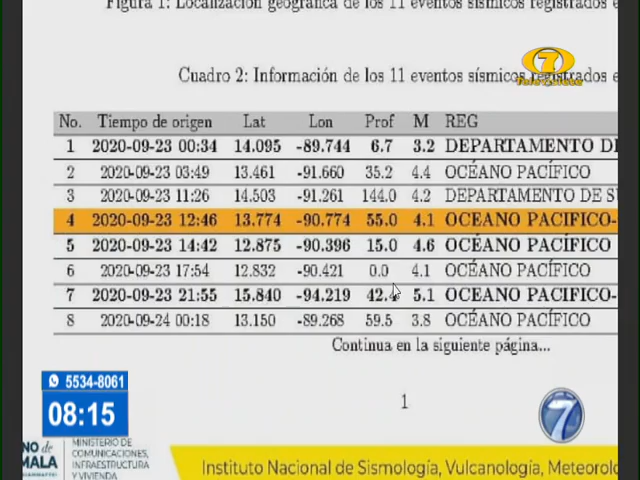 Figura 1: Localización geográfica de los 11 eventos sísmicos registrados e
7
Cuadro 2: Información de los 11 eventos sísmicos registrados e
No. Tiempo de origen Lat Lon Prof M REG
1 2020-09-23 00:34 14.095 -89.744 6.7 3.2 DEPARTAMENTO D
2 2020-09-23 03:49 13.461 -91.660 35.2 4.4 OCÉANO PACÍFICO
3 2020-09-23 11:26 14.503 -91.261 144.0 4.2 DEPARTAMENTO DE S
4 2020-09-23 12:46 13.774 -90.774 55.0 4.1 OCEANO PACIFICO-
5 2020-09-23 14:42 12.875 -90.396 15.0 4.6 OCÉANO PACÍFICO
6 2020-09-23 17:54 12.832 -90.421 0.0 4.1 OCÉANO PACÍFICO
7 2020-09-23 21:55 15.840 -94.219 42.4 5.1 OCEANO PACIFICO-
8 2020-09-24 00:18 13.150 -89.268 59.5 3.8 OCÉANO PACÍFICO
Continua en la siguiente página...
5534-8061
08:15
1
7
NO de
MALA
MINISTERIO DE
COMUNICACIONES,
INFRAESTRUCTURA
Y VIVIENDA
Instituto Nacional de Sismología, Vulcanología, Meteorolo